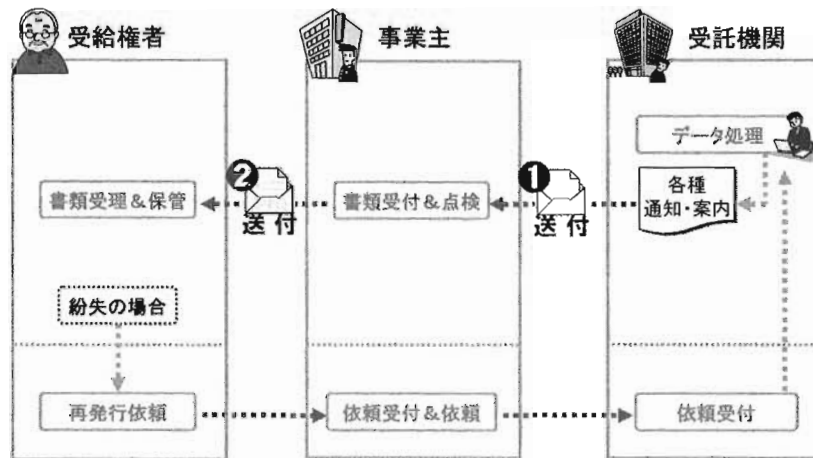 受給権者
事業主
受託機関
データ処理
各種
通知・案内
❶
送付
書類受付&点検
❷
送付
書類受理&保管
紛失の場合
再発行依頼
依頼受付&依頼
依頼受付